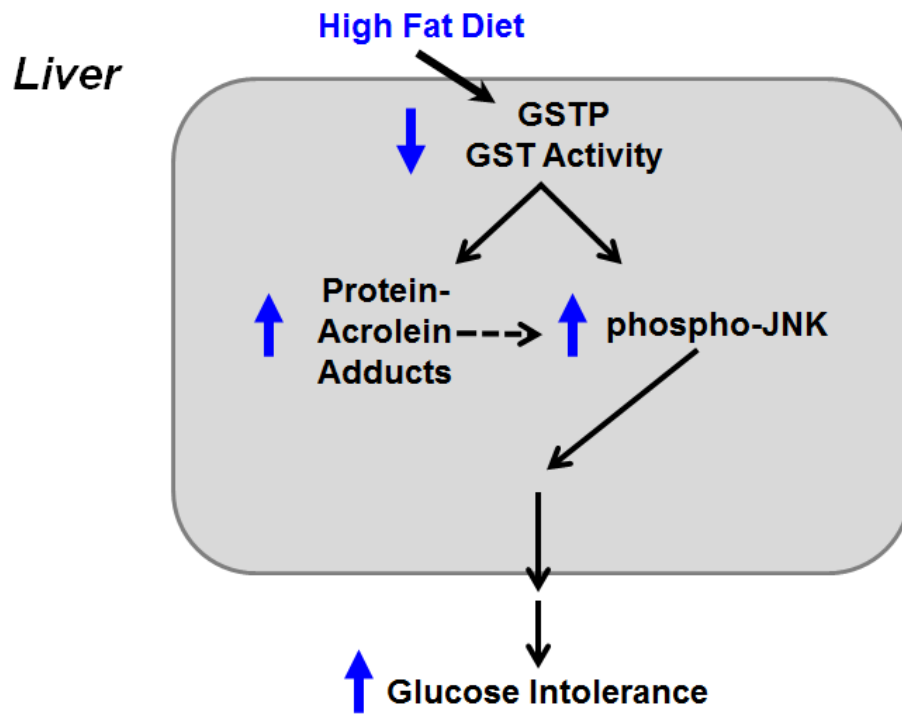 High Fat Diet
Liver
GSTP
GST Activity
Protein-
Acrolein
Adducts
phospho-JNK
Glucose Intolerance